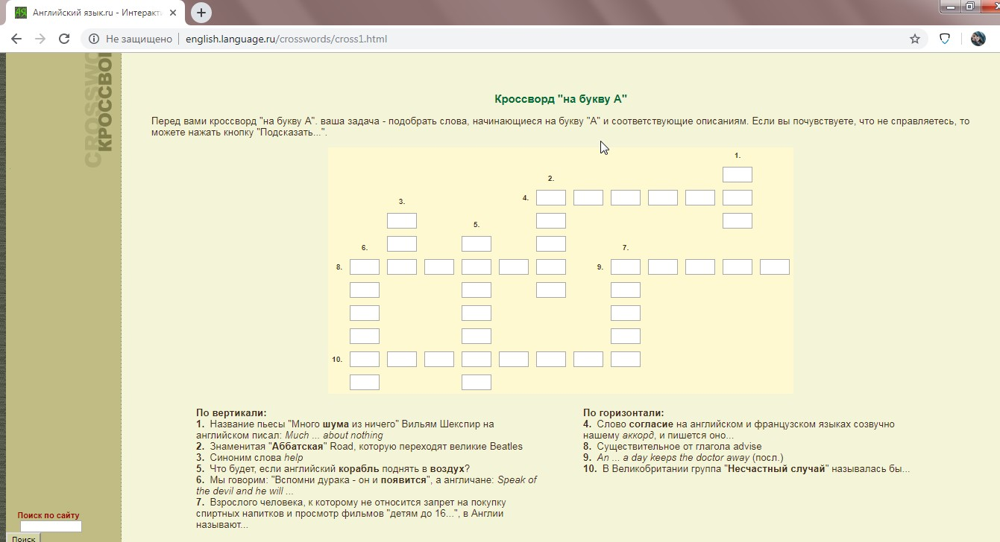 Английский язык.ru - Интеракти
Не защищено english.language.ru/crosswords/cross1.html
CROSSWO
КРОССВО
Кроссворд "на букву А"
Перед вами кроссворд "на букву А". ваша задача - подобрать слова, начинающиеся на букву "А" и соответствующие описаниям. Если вы почувствуете, что не справляетесь, то
можете нажать кнопку "Подсказать...".
1.
2.
4.
3.
5.
6.
7.
8.
9.
10.
По вертикали:
1. Название пьесы "Много шума из ничего" Вильям Шекспир на
английском писал: Much ... about nothing
2. Знаменитая "Аббатская" Road, которую переходят великие Beatles
3. Синоним слова help
5. Что будет, если английский корабль поднять в воздух?
6. Мы говорим: "Вспомни дурака - он и появится", а англичане: Speak of
the devil and he will ...
7. Взрослого человека, к которому не относится запрет на покупку
спиртных напитков и просмотр фильмов "детям до 16...", в Англии
называют...
По горизонтали:
4. Слово согласие на английском и французском языках созвучно
нашему аккорд, и пишется оно...
8. Существительное от глагола advise
9. An ... a day keeps the doctor away (посл.)
10. В Великобритании группа "Несчастный случай" называлась бы...
Поиск по сайту
Поиск